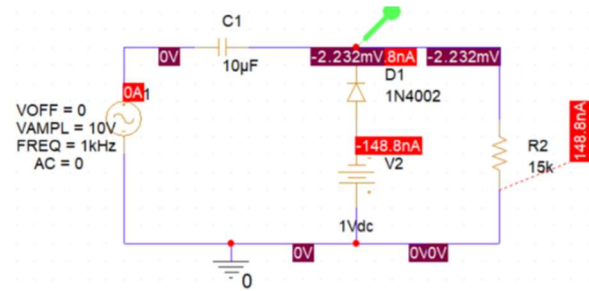 C1
0V
10µF
-2.232mV
.8nA
-2.232mV
D1
1N4002
0A
1
VOFF = 0
VAMPL = 10V
FREQ = 1kHz
AC = 0
-148.8nA
V2
R2
15k
148.8nA
1Vdc
0V
0V0V
0